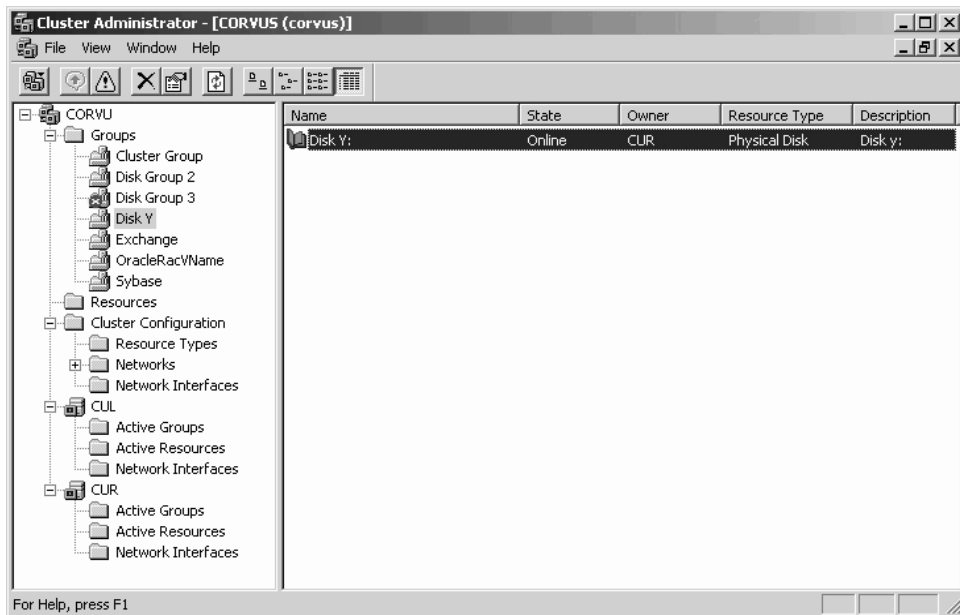 Cluster Administrator - [CORVUS (corvus)]
File View Window Help
CORVU
Groups
Cluster Group
Disk Group 2
Disk Group 3
Disk Y
Exchange
OracleRacVName
Sybase
Resources
Cluster Configuration
Resource Types
Networks
Network Interfaces
CUL
Active Groups
Active Resources
Network Interfaces
CUR
Active Groups
Active Resources
Network Interfaces
Name State Owner Resource Type Description
Disk Y: Online CUR Physical Disk Disk y:
For Help, press F1